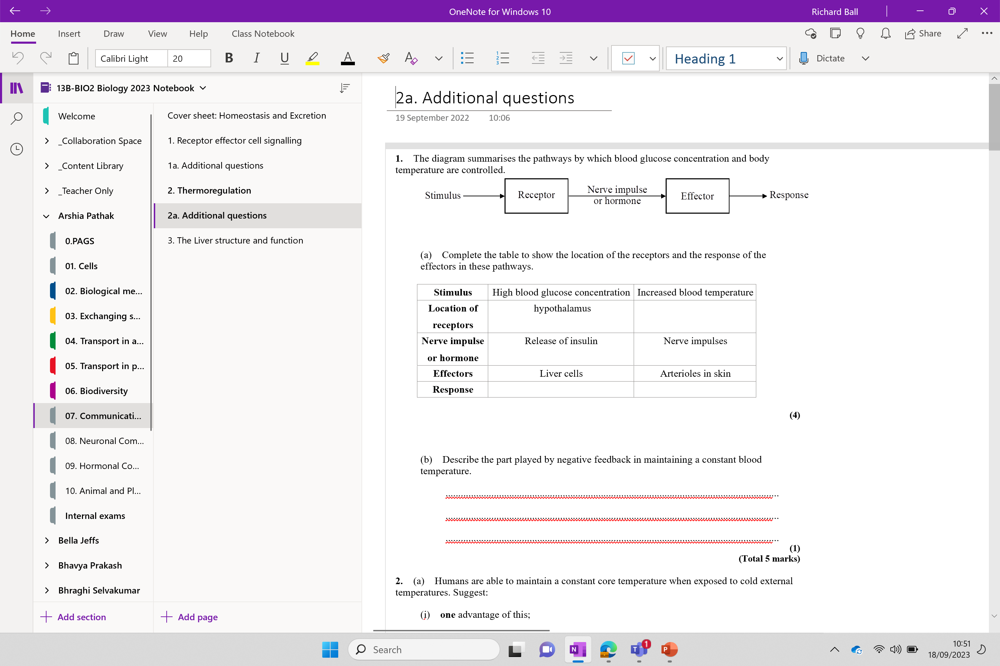 OneNote for Windows 10
Richard Ball
Home Insert Draw View Help Class Notebook
Share
Calibri Light 20 B I U A A Heading 1 Dictate
13B-BIO2 Biology 2023 Notebook
Welcome
_Collaboration Space
_Content Library
_Teacher Only
Arshia Pathak
0.PAGS
01. Cells
02. Biological me...
03. Exchanging s...
04. Transport in a...
05. Transport in p...
06. Biodiversity
07. Communicati...
08. Neuronal Com...
09. Hormonal Co...
10. Animal and Pl...
Internal exams
Bella Jeffs
Bhavya Prakash
Bhraghi Selvakumar
Add section
Cover sheet: Homeostasis and Excretion
1. Receptor effector cell signalling
1a. Additional questions
2. Thermoregulation
2a. Additional questions
3. The Liver structure and function
Add page
2a. Additional questions
19 September 2022 10:06
1. The diagram summarises the pathways by which blood glucose concentration and body
temperature are controlled.
Stimulus Receptor Nerve impulse or hormone Effector Response
(a) Complete the table to show the location of the receptors and the response of the
effectors in these pathways.
Stimulus High blood glucose concentration Increased blood temperature
Location of hypothalamus
receptors
Nerve impulse Release of insulin Nerve impulses
or hormone
Effectors Liver cells Arterioles in skin
Response
(4)
(b) Describe the part played by negative feedback in maintaining a constant blood
temperature.
(1)
(Total 5 marks)
2. (a) Humans are able to maintain a constant core temperature when exposed to cold external
temperatures. Suggest:
(i) one advantage of this;
Search
N
T 1
P
10:51
18/09/2023